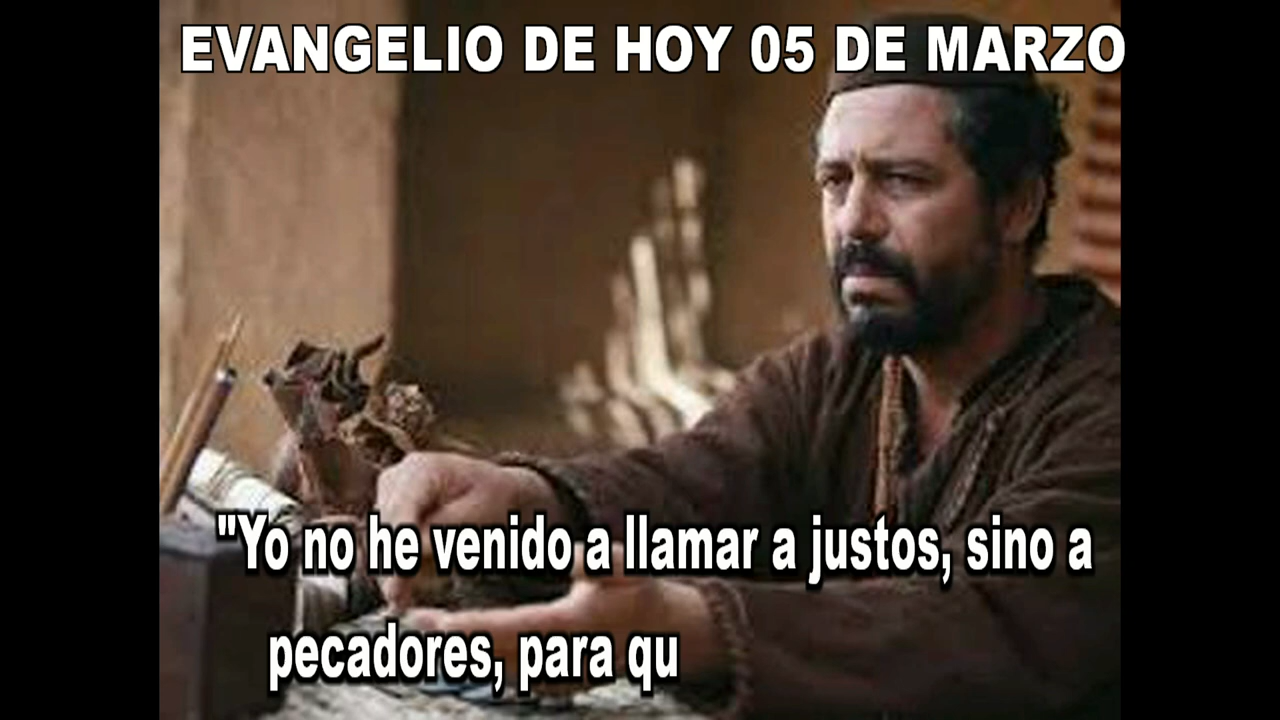 EVANGELIO DE HOY 05 DE MARZO
"Yo no he venido a llamar a justos, sino a
pecadores, para qu